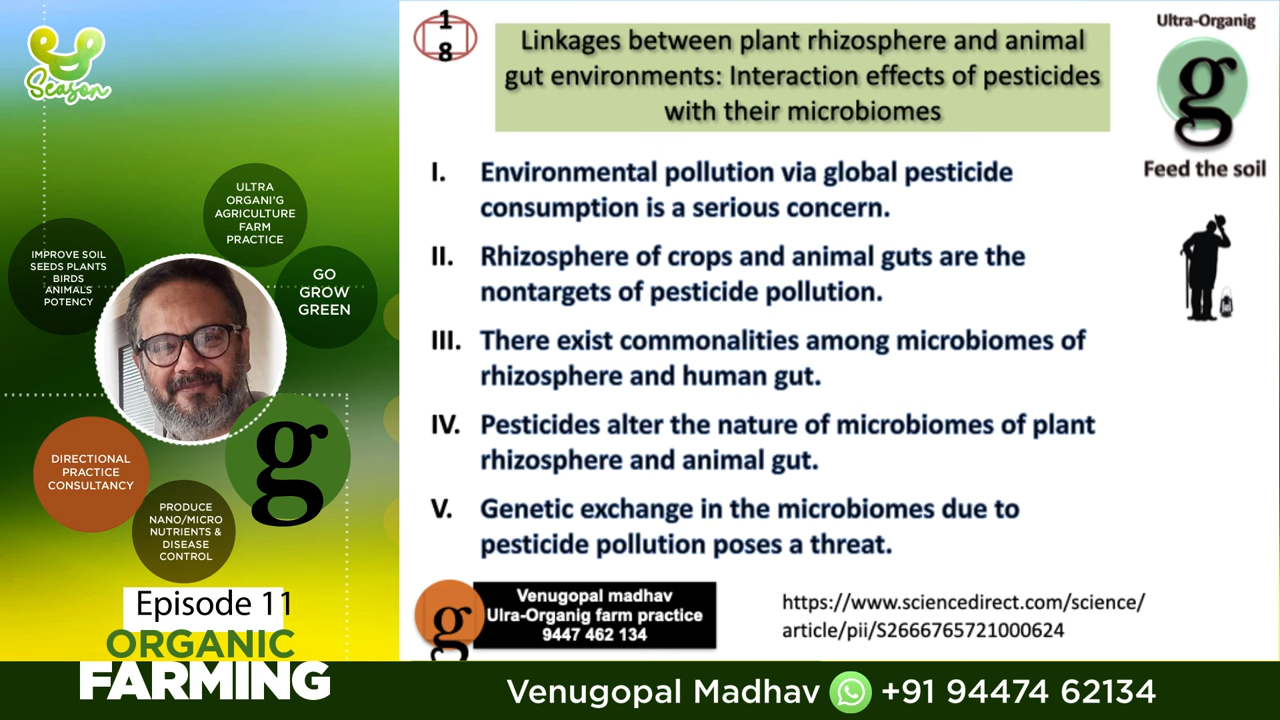 Season
ULTRA
ORGANI'G
AGRICULTURE
FARM
PRACTICE
IMPROVE SOIL
SEEDS PLANTS
BIRDS
ANIMALS
POTENCY
GO
GROW
GREEN
g
DIRECTIONAL
PRACTICE
CONSULTANCY
PRODUCE
NANO/MICRO
NUTRIENTS &
DISEASE
CONTROL
Episode 11
ORGANIC
FARMING
1
8
Linkages between plant rhizosphere and animal
gut environments: Interaction effects of pesticides
with their microbiomes
Ultra-Organig
g
Feed the soil
I. Environmental pollution via global pesticide
consumption is a serious concern.
II. Rhizosphere of crops and animal guts are the
nontargets of pesticide pollution.
III. There exist commonalities among microbiomes of
rhizosphere and human gut.
IV. Pesticides alter the nature of microbiomes of plant
rhizosphere and animal gut.
V. Genetic exchange in the microbiomes due to
pesticide pollution poses a threat.
g
Venugopal madhav
Ulra-Organig farm practice
9447 462 134
https://www.sciencedirect.com/science/
article/pii/S2666765721000624
Venugopal Madhav +91 94474 62134